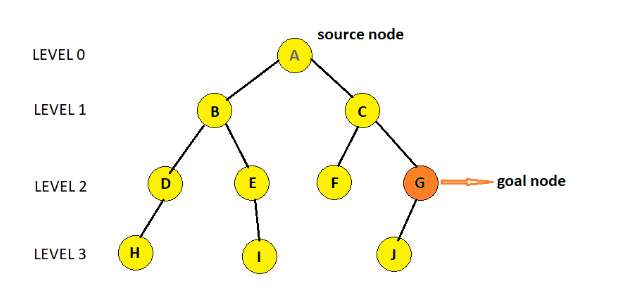 source node
LEVEL 0
A
LEVEL 1
B
C
LEVEL 2
D
E
F
G
goal node
LEVEL 3
H
I
J